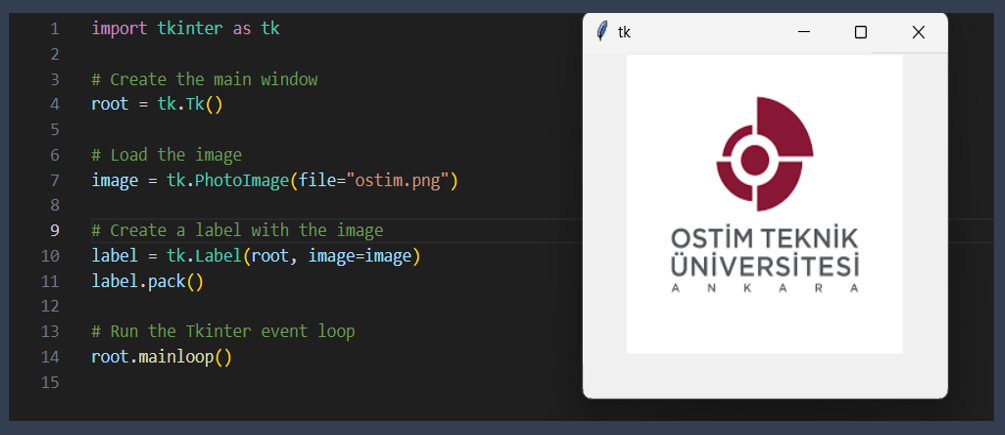 1 import tkinter as tk
2
3 # Create the main window
4 root = tk.Tk()
5
6 # Load the image
7 image = tk.PhotoImage(file="ostim.png")
8
9 # Create a label with the image
10 label = tk.Label(root, image=image)
11 label.pack()
12
13 # Run the Tkinter event loop
14 root.mainloop()
15
tk
OSTİM TEKNİK
ÜNİVERSİTESİ
ANKARA